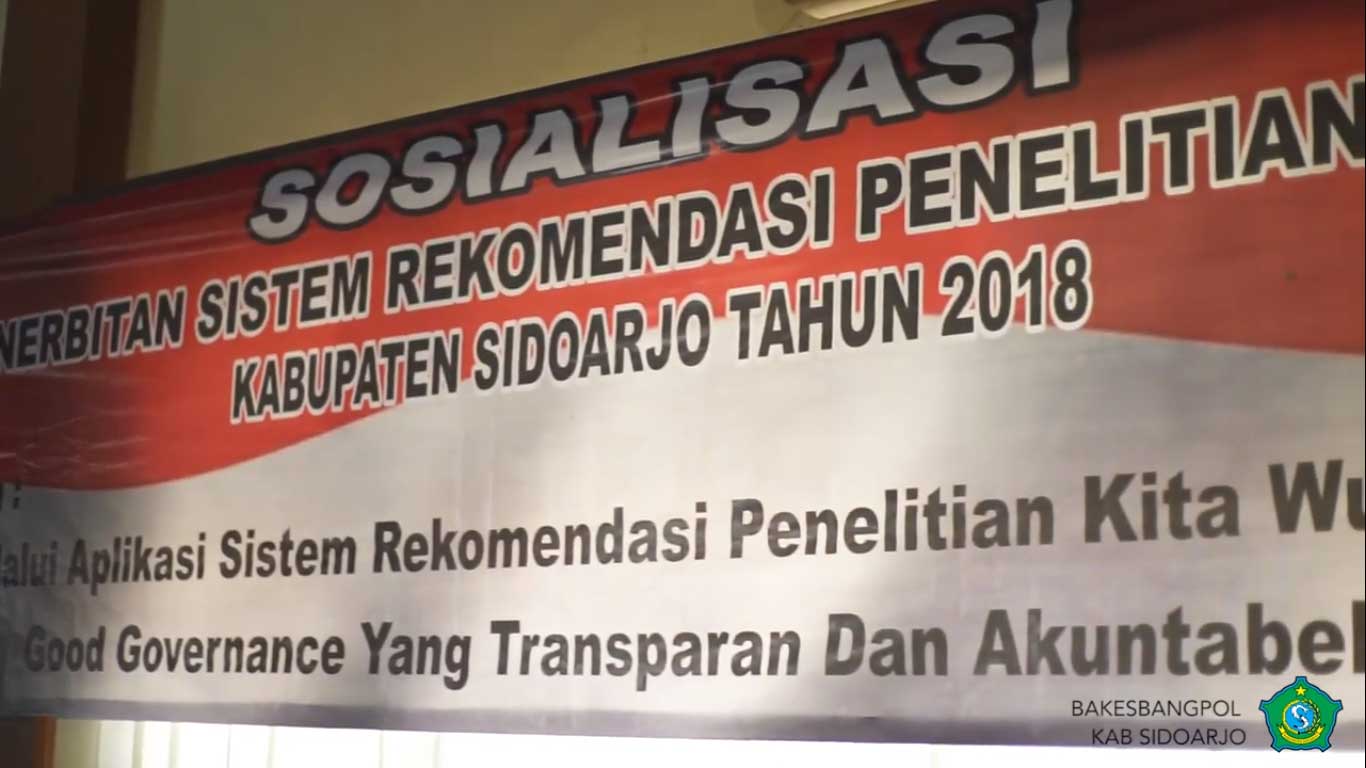 SOSIALISASI
NERBITAN SISTEM REKOMENDASI PENELITIAN
KABUPATEN SIDOARJO TAHUN 2018
:
alui Aplikasi Sistem Rekomendasi Penelitian Kita Wu
Good Governance Yang Transparan Dan Akuntabel
BAKESBANGPOL
KAB SIDOARJO